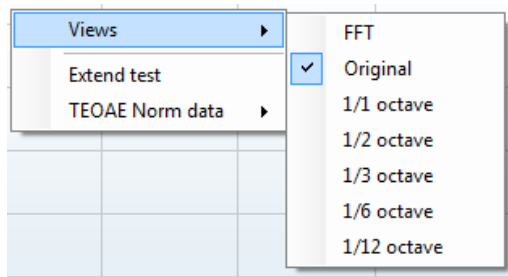 Views
Extend test
TEOAE Norm data
FFT
Original
1/1 octave
1/2 octave
1/3 octave
1/6 octave
1/12 octave